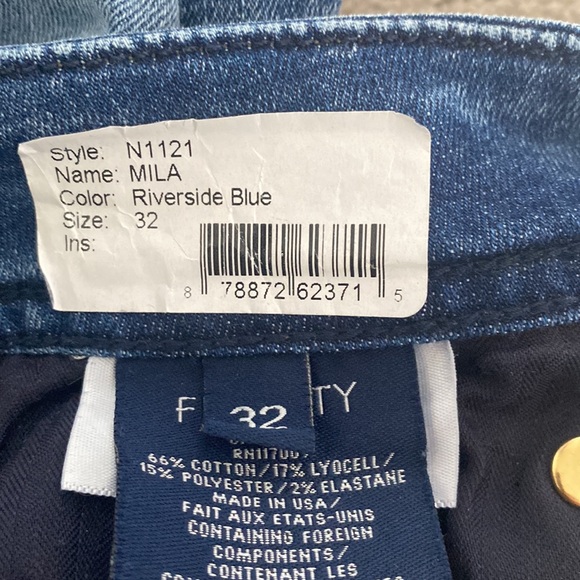 Style: N1121
Name: MILA
Color: Riverside Blue
Size: 32
Ins:
8 78872 62371 5
F TY
32
66% COTTON/17% LYOCELL/
15% POLYESTER/2% ELASTANE
MADE IN USA/
FAIT AUX ETATS-UNIS
CONTAINING FOREIGN
COMPONENTS/
CONTENANT LES